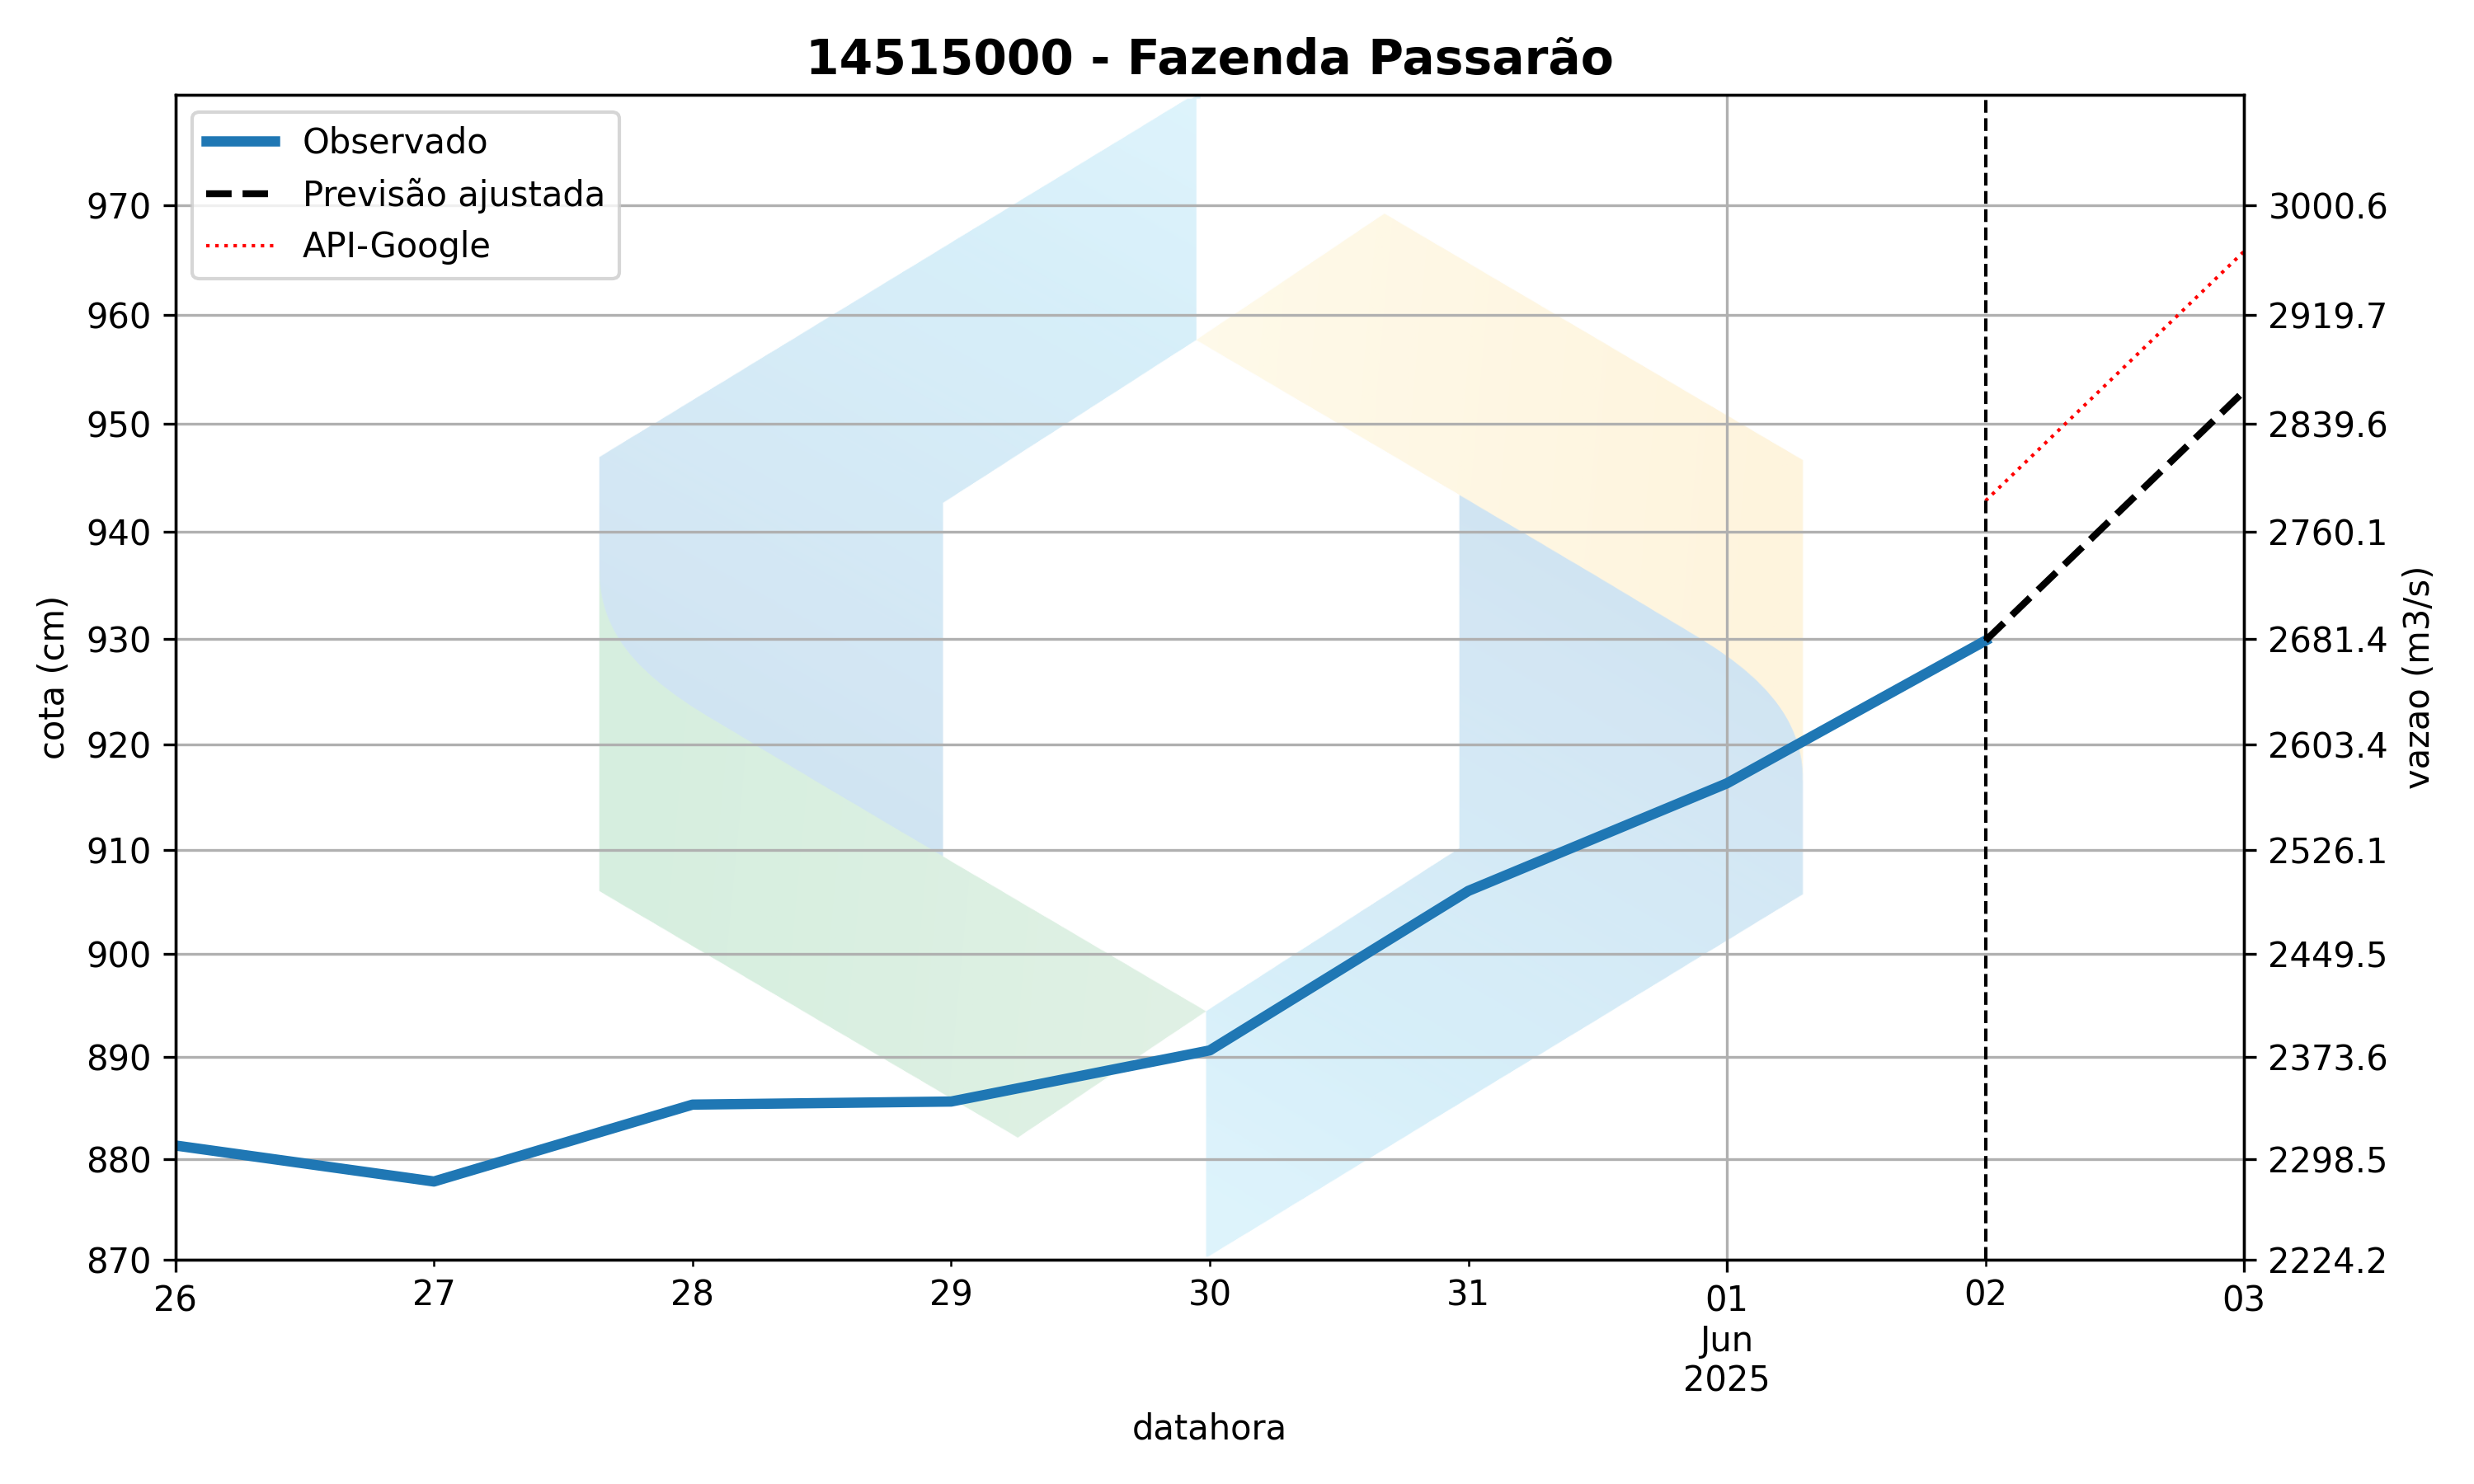 14515000 - Fazenda Passarão
Observado
Previsão ajustada
API-Google
970
960
950
940
930
920
910
900
890
880
870
cota (cm)
3000.6
2919.7
2839.6
2760.1
2681.4
2603.4
2526.1
2449.5
2373.6
2298.5
2224.2
vazao (m3/s)
26 27 28 29 30 31 01 02 03
Jun
2025
datahora